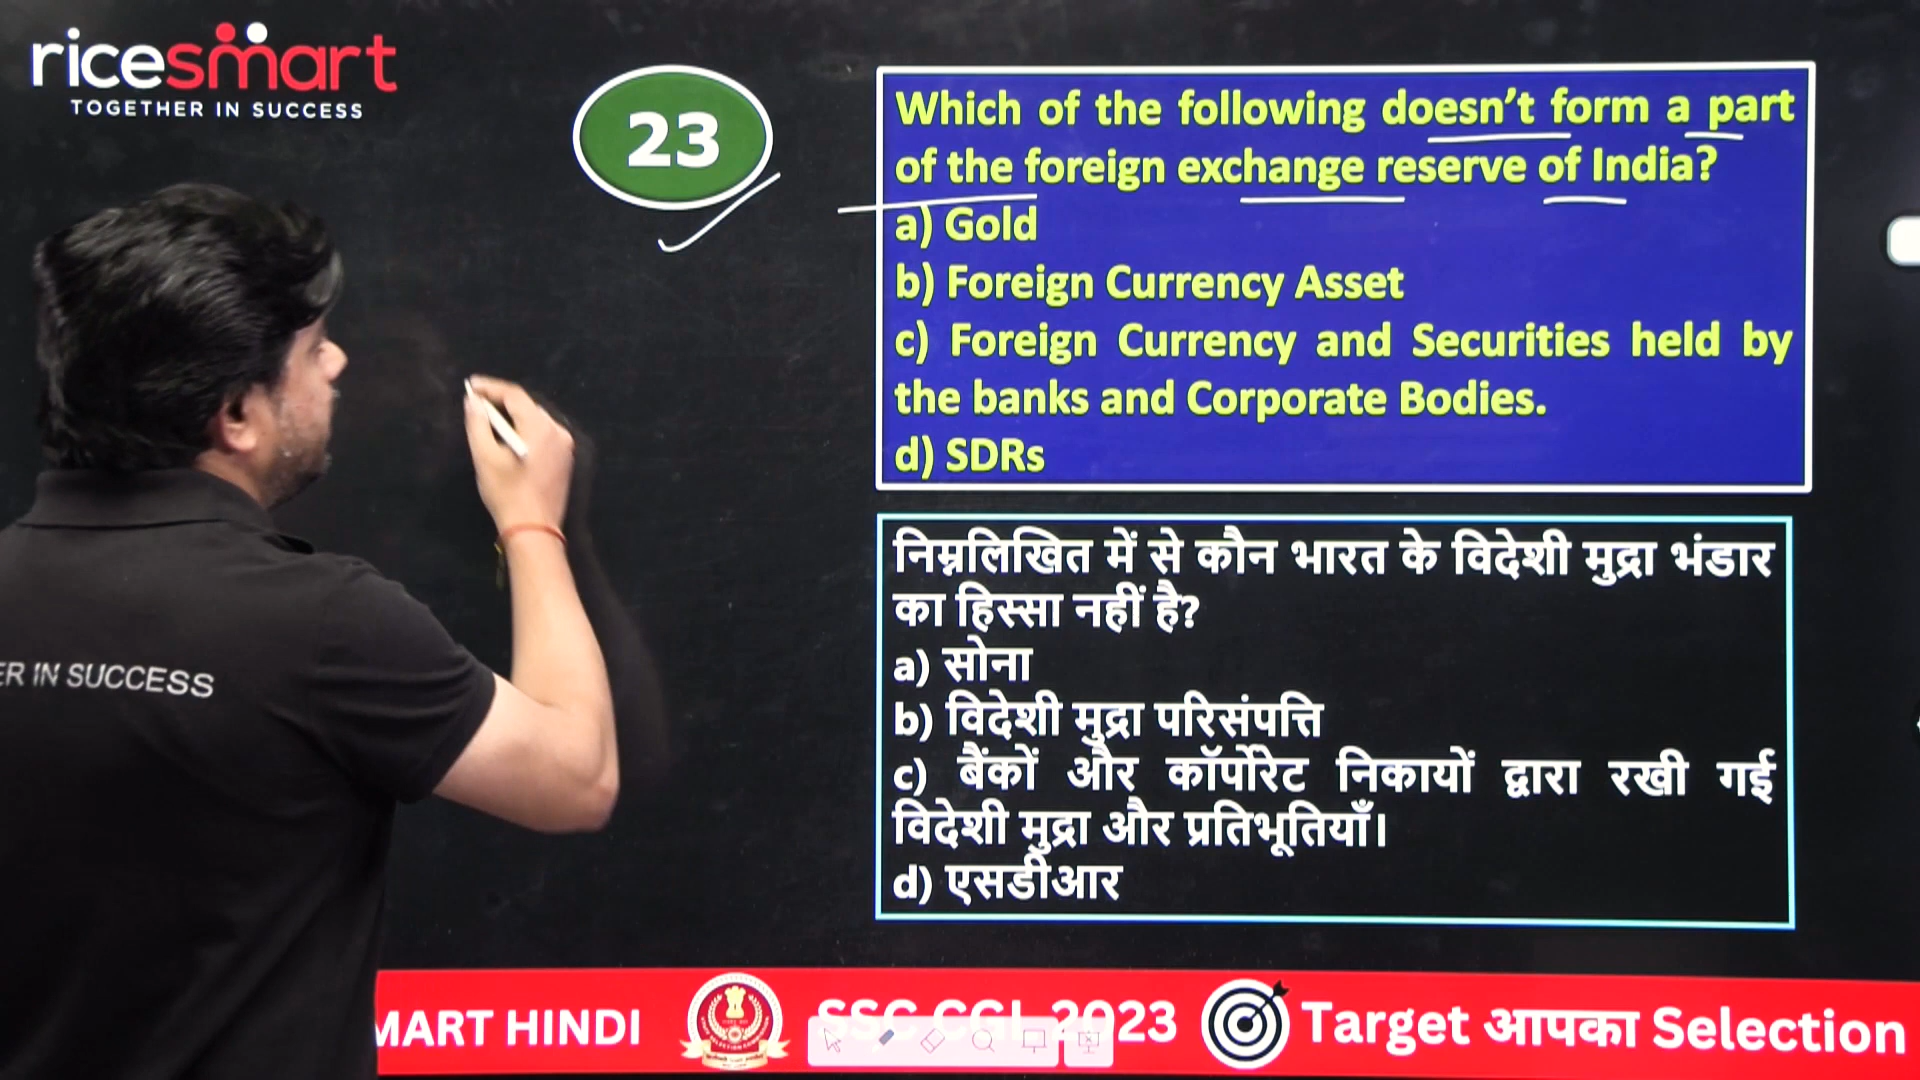 ricesmart
TOGETHER IN SUCCESS
23
Which of the following doesn't form a part
of the foreign exchange reserve of India?
a) Gold
b) Foreign Currency Asset
c) Foreign Currency and Securities held by
the banks and Corporate Bodies.
d) SDRs
निम्नलिखित में से कौन भारत के विदेशी मुद्रा भंडार
का हिस्सा नहीं है?
a) सोना
b) विदेशी मुद्रा परिसंपत्ति
c) बैंकों और कॉर्पोरेट निकायों द्वारा रखी गई
विदेशी मुद्रा और प्रतिभूतियाँ।
d) एसडीआर
ER IN SUCCESS
MART HINDI
SSC CGL 2023
Target आपका Selection